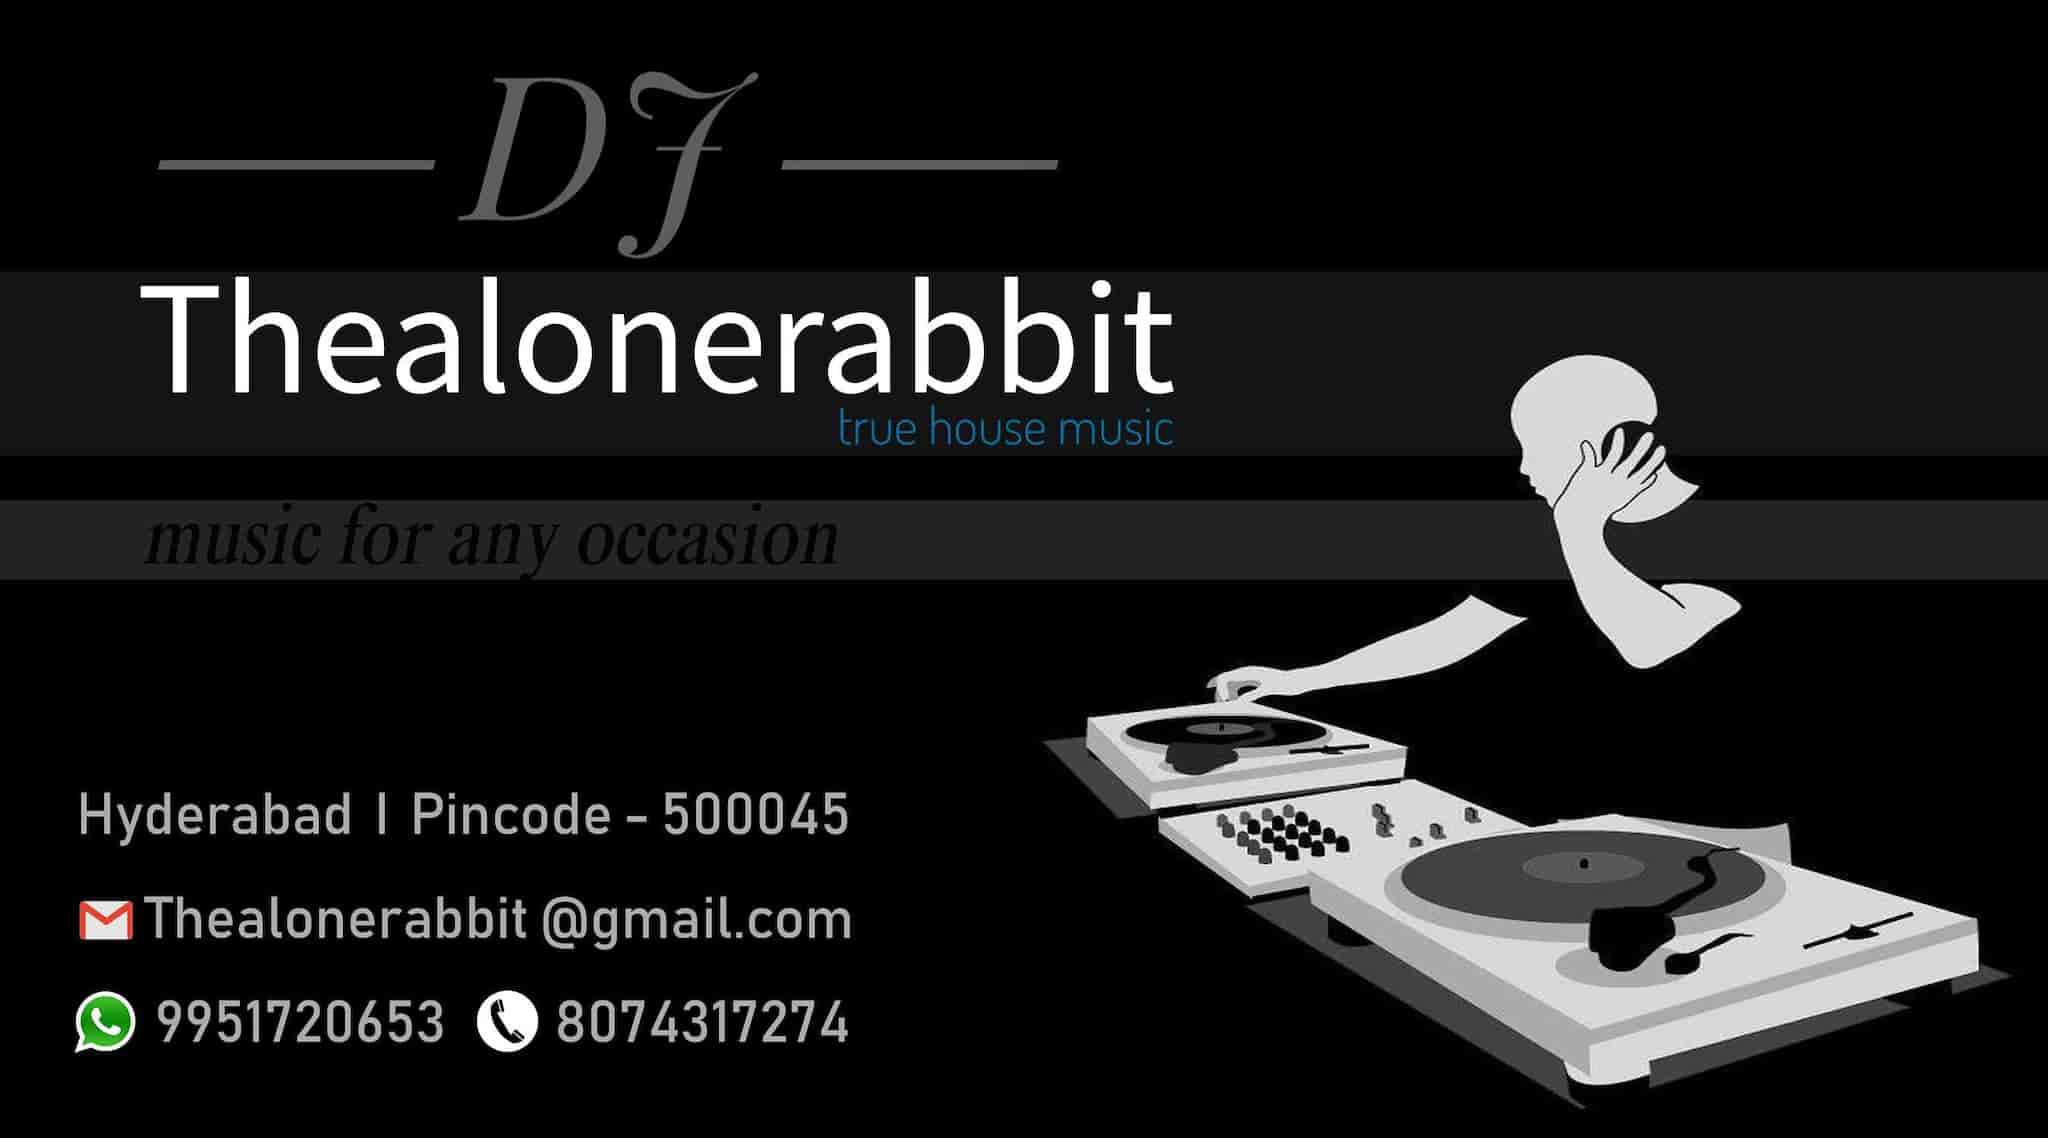 DJ
Thealonerabbit
true house music
music for any occasion
Hyderabad | Pincode - 500045
Thealonerabbit @gmail.com
9951720653 8074317274